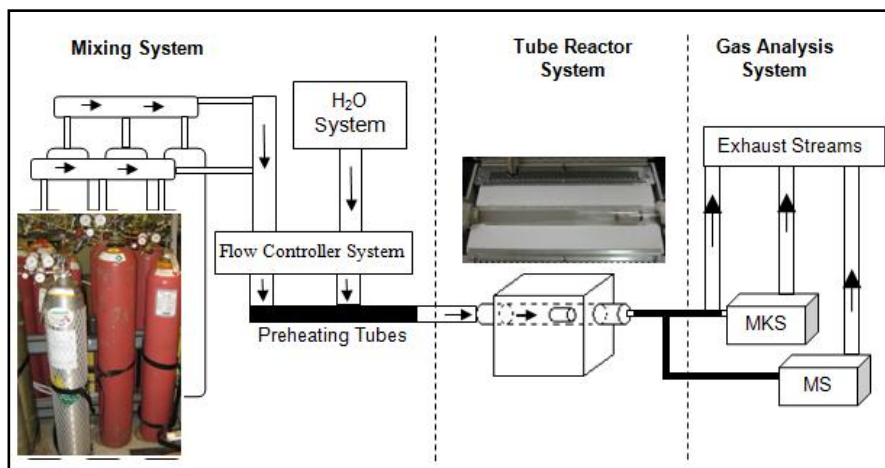 Mixing System
Tube Reactor
System
Gas Analysis
System
H₂O
System
Exhaust Streams
Flow Controller System
Preheating Tubes
MKS
MS